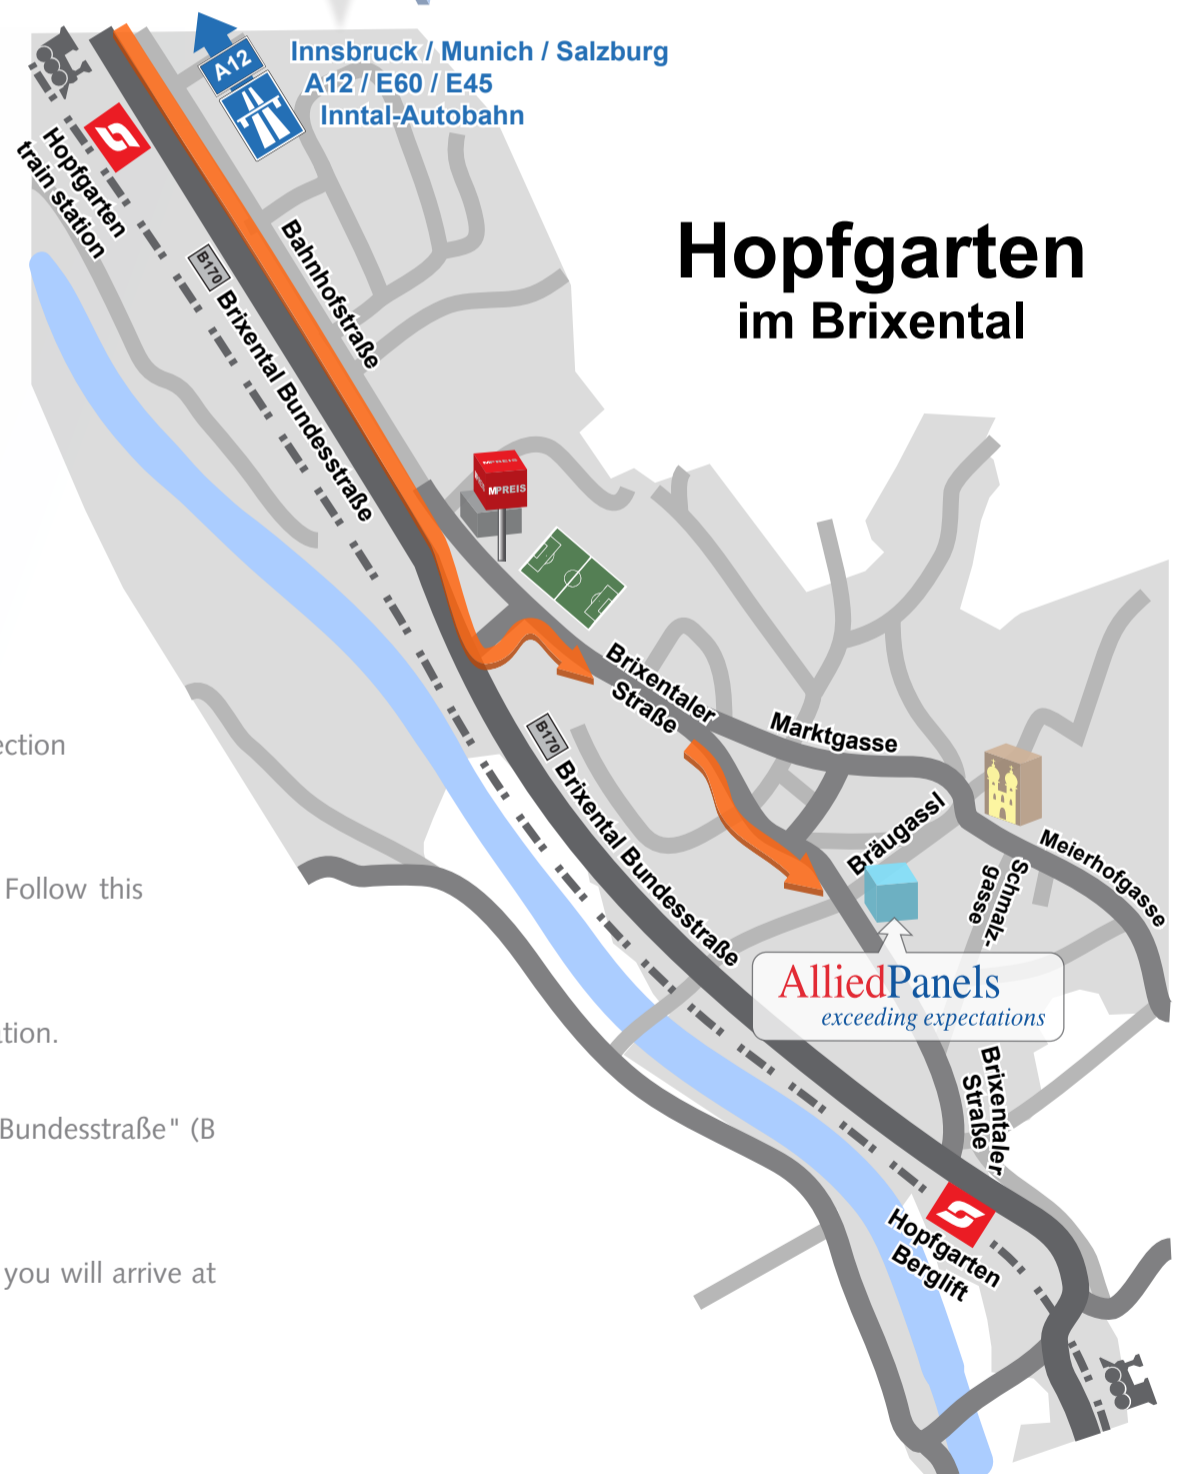 A12
Innsbruck / Munich / Salzburg
A12 / E60 / E45
Inntal-Autobahn
Hopfgarten
train station
Hopfgarten
im Brixental
B170
Bahnhofstraße
Brixental Bundesstraße
MPREIS
MPREIS
Brixentaler
Straße
Marktgasse
B170
Brixental Bundesstraße
ection
Bräugassl
Meierhofgasse
Schmalz-
gasse
Follow this
AlliedPanels
exceeding expectations
ation.
Brixentaler
Straße
Bundesstraße" (B
Hopfgarten
Berglift
you will arrive at